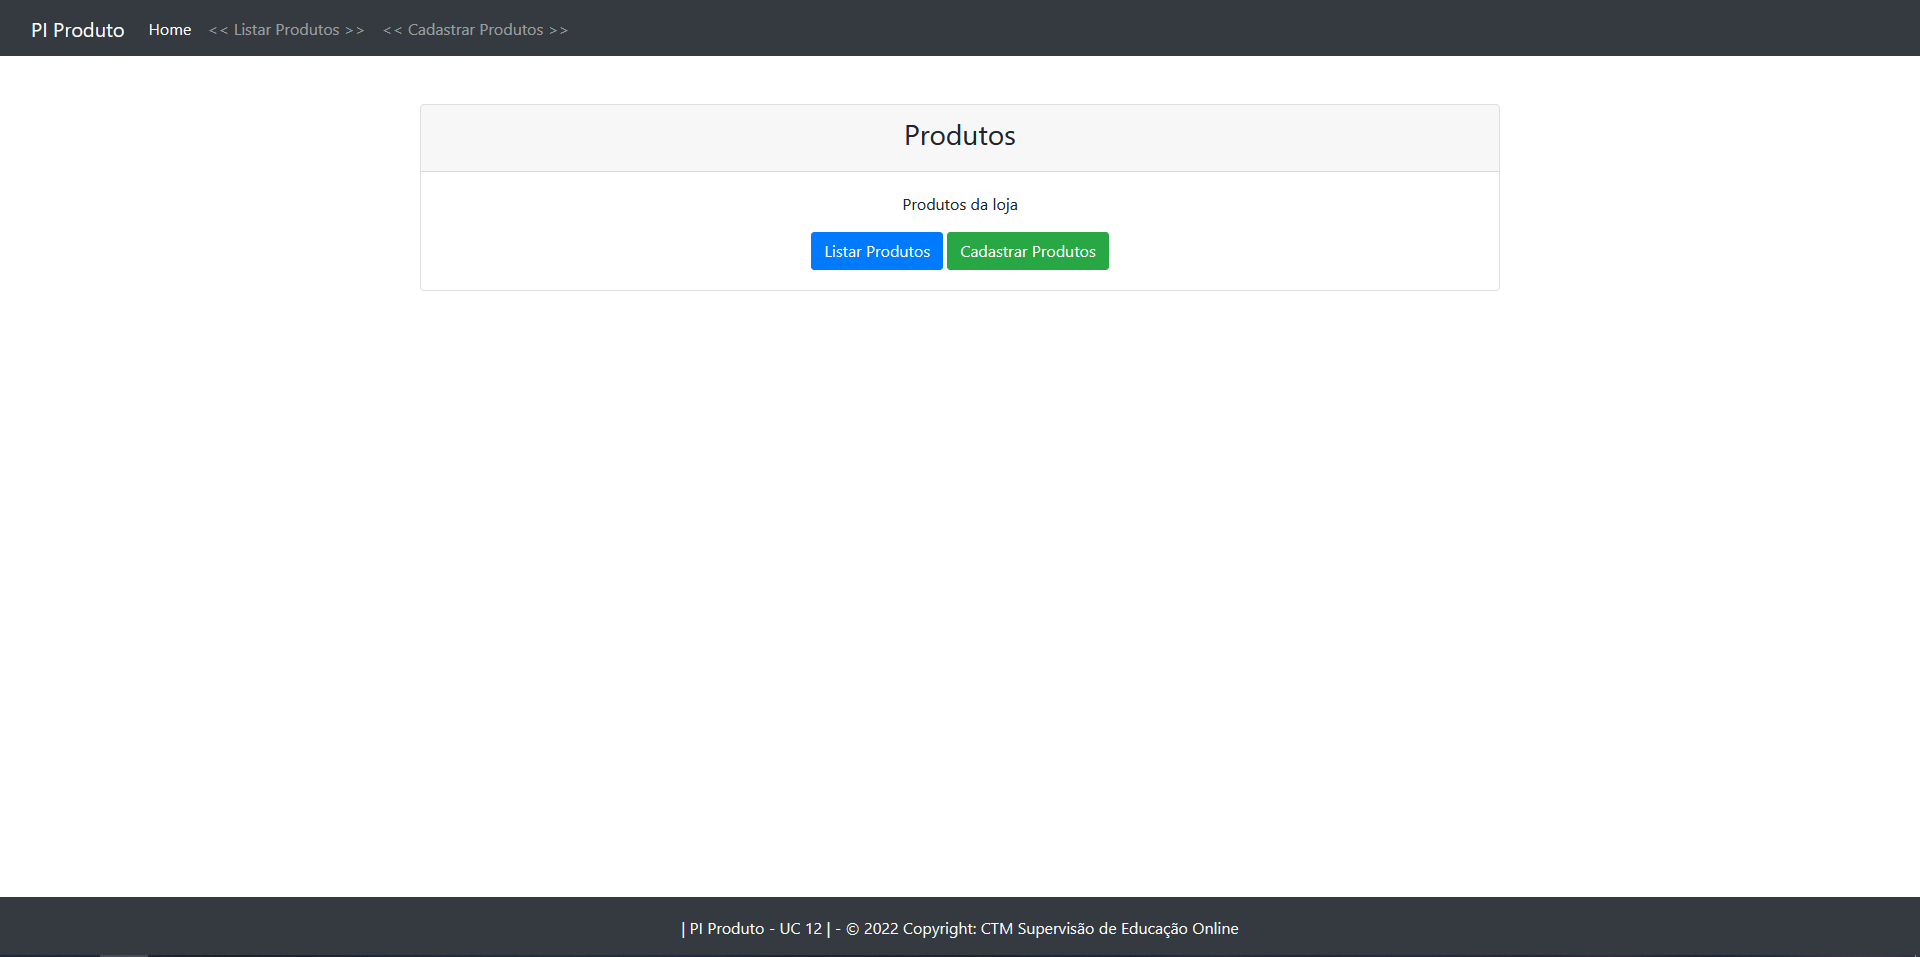 PI Produto Home << Listar Produtos >> << Cadastrar Produtos >>
Produtos
Produtos da loja
Listar Produtos Cadastrar Produtos
| PI Produto - UC 12 | - © 2022 Copyright: CTM Supervisão de Educação Online